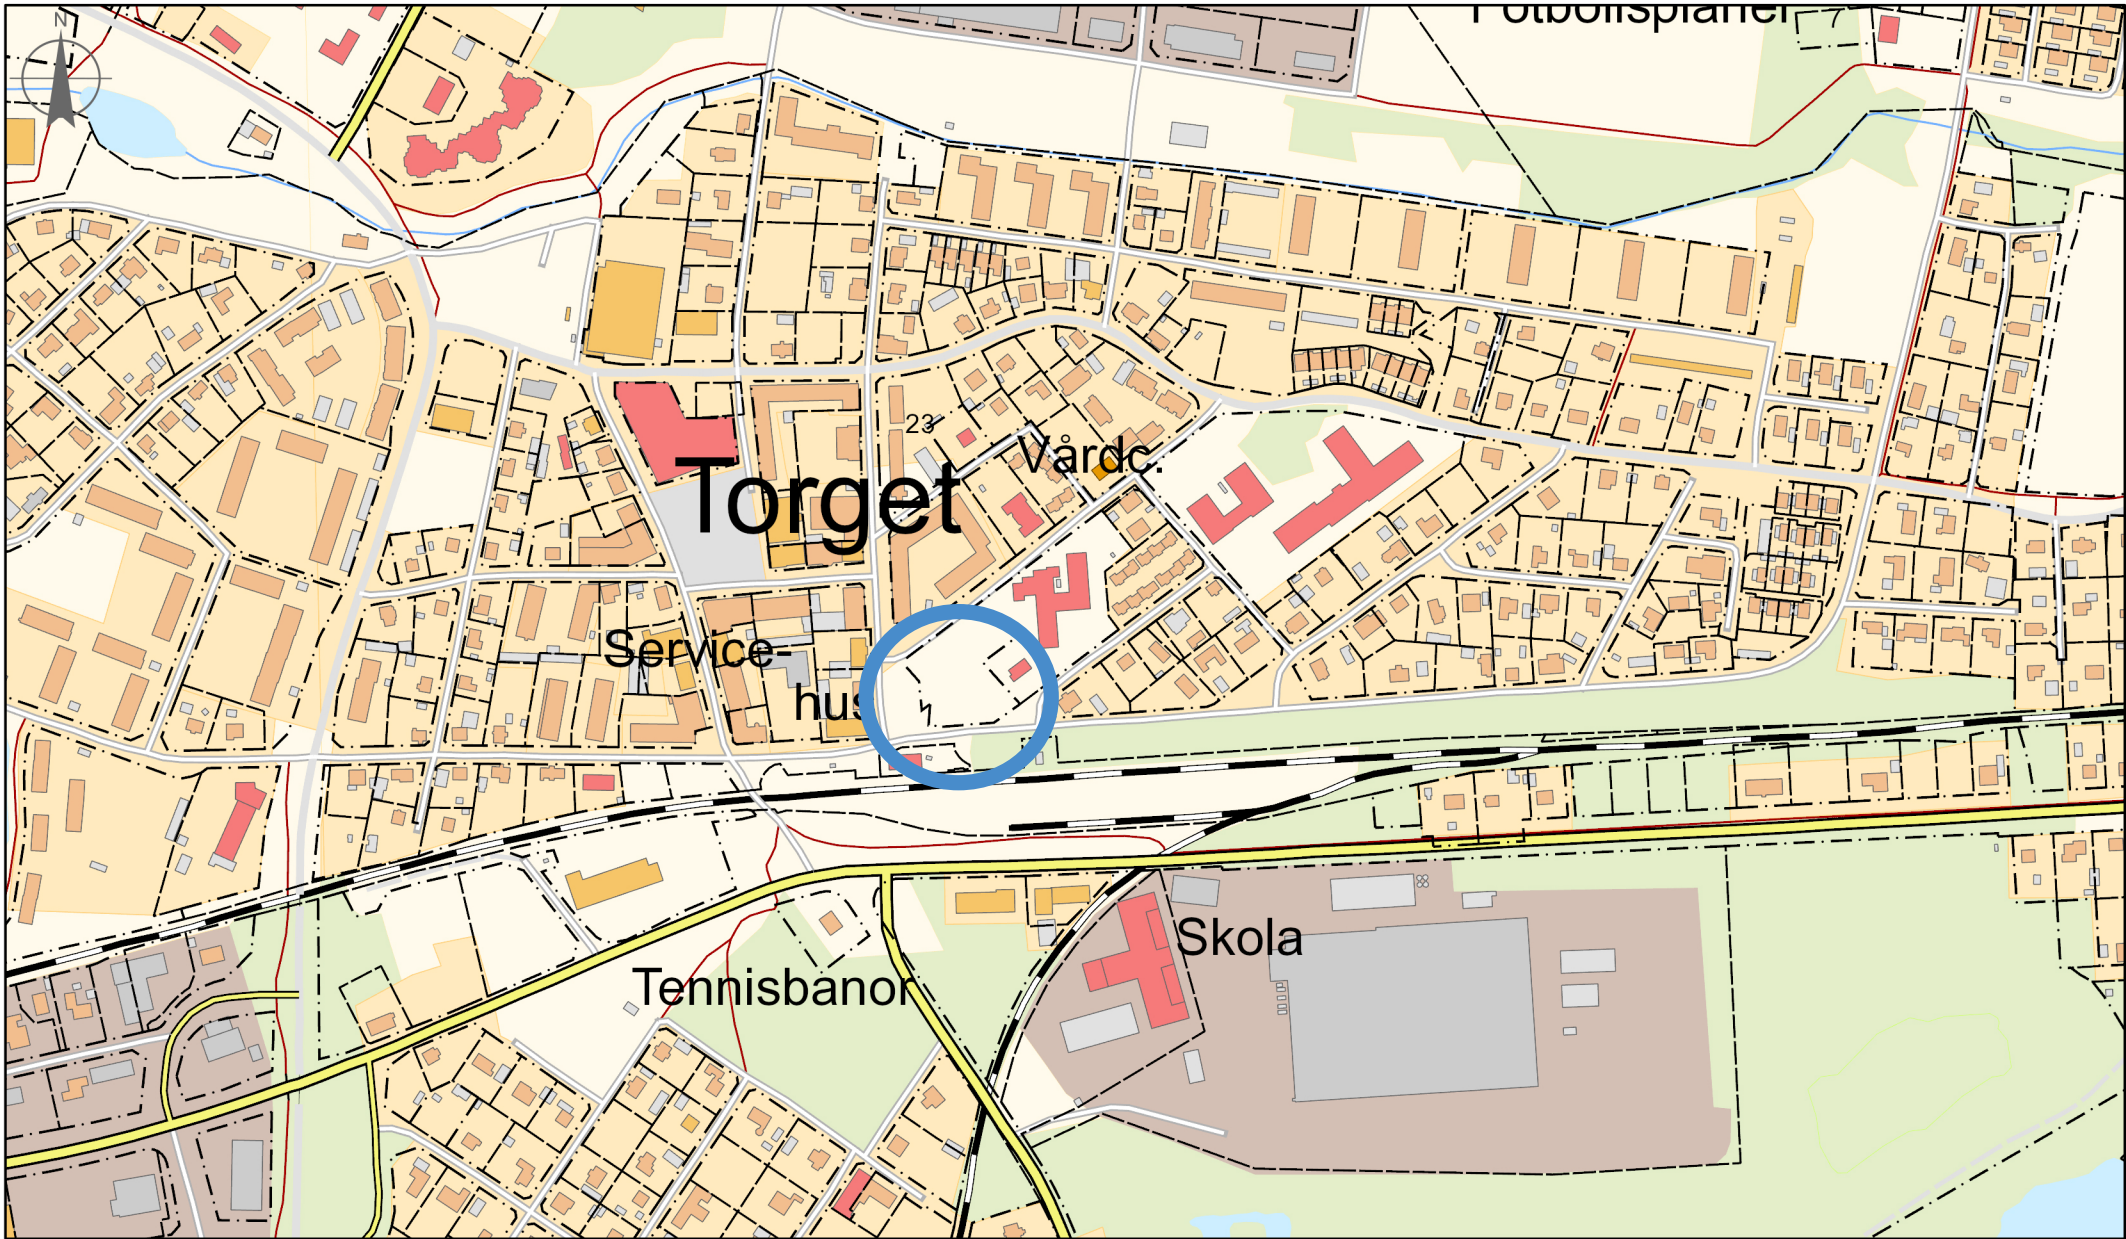 N
Fotbollsplaner
23
Vårdc.
Torget
Service-
hus
Skola
Tennisbanor